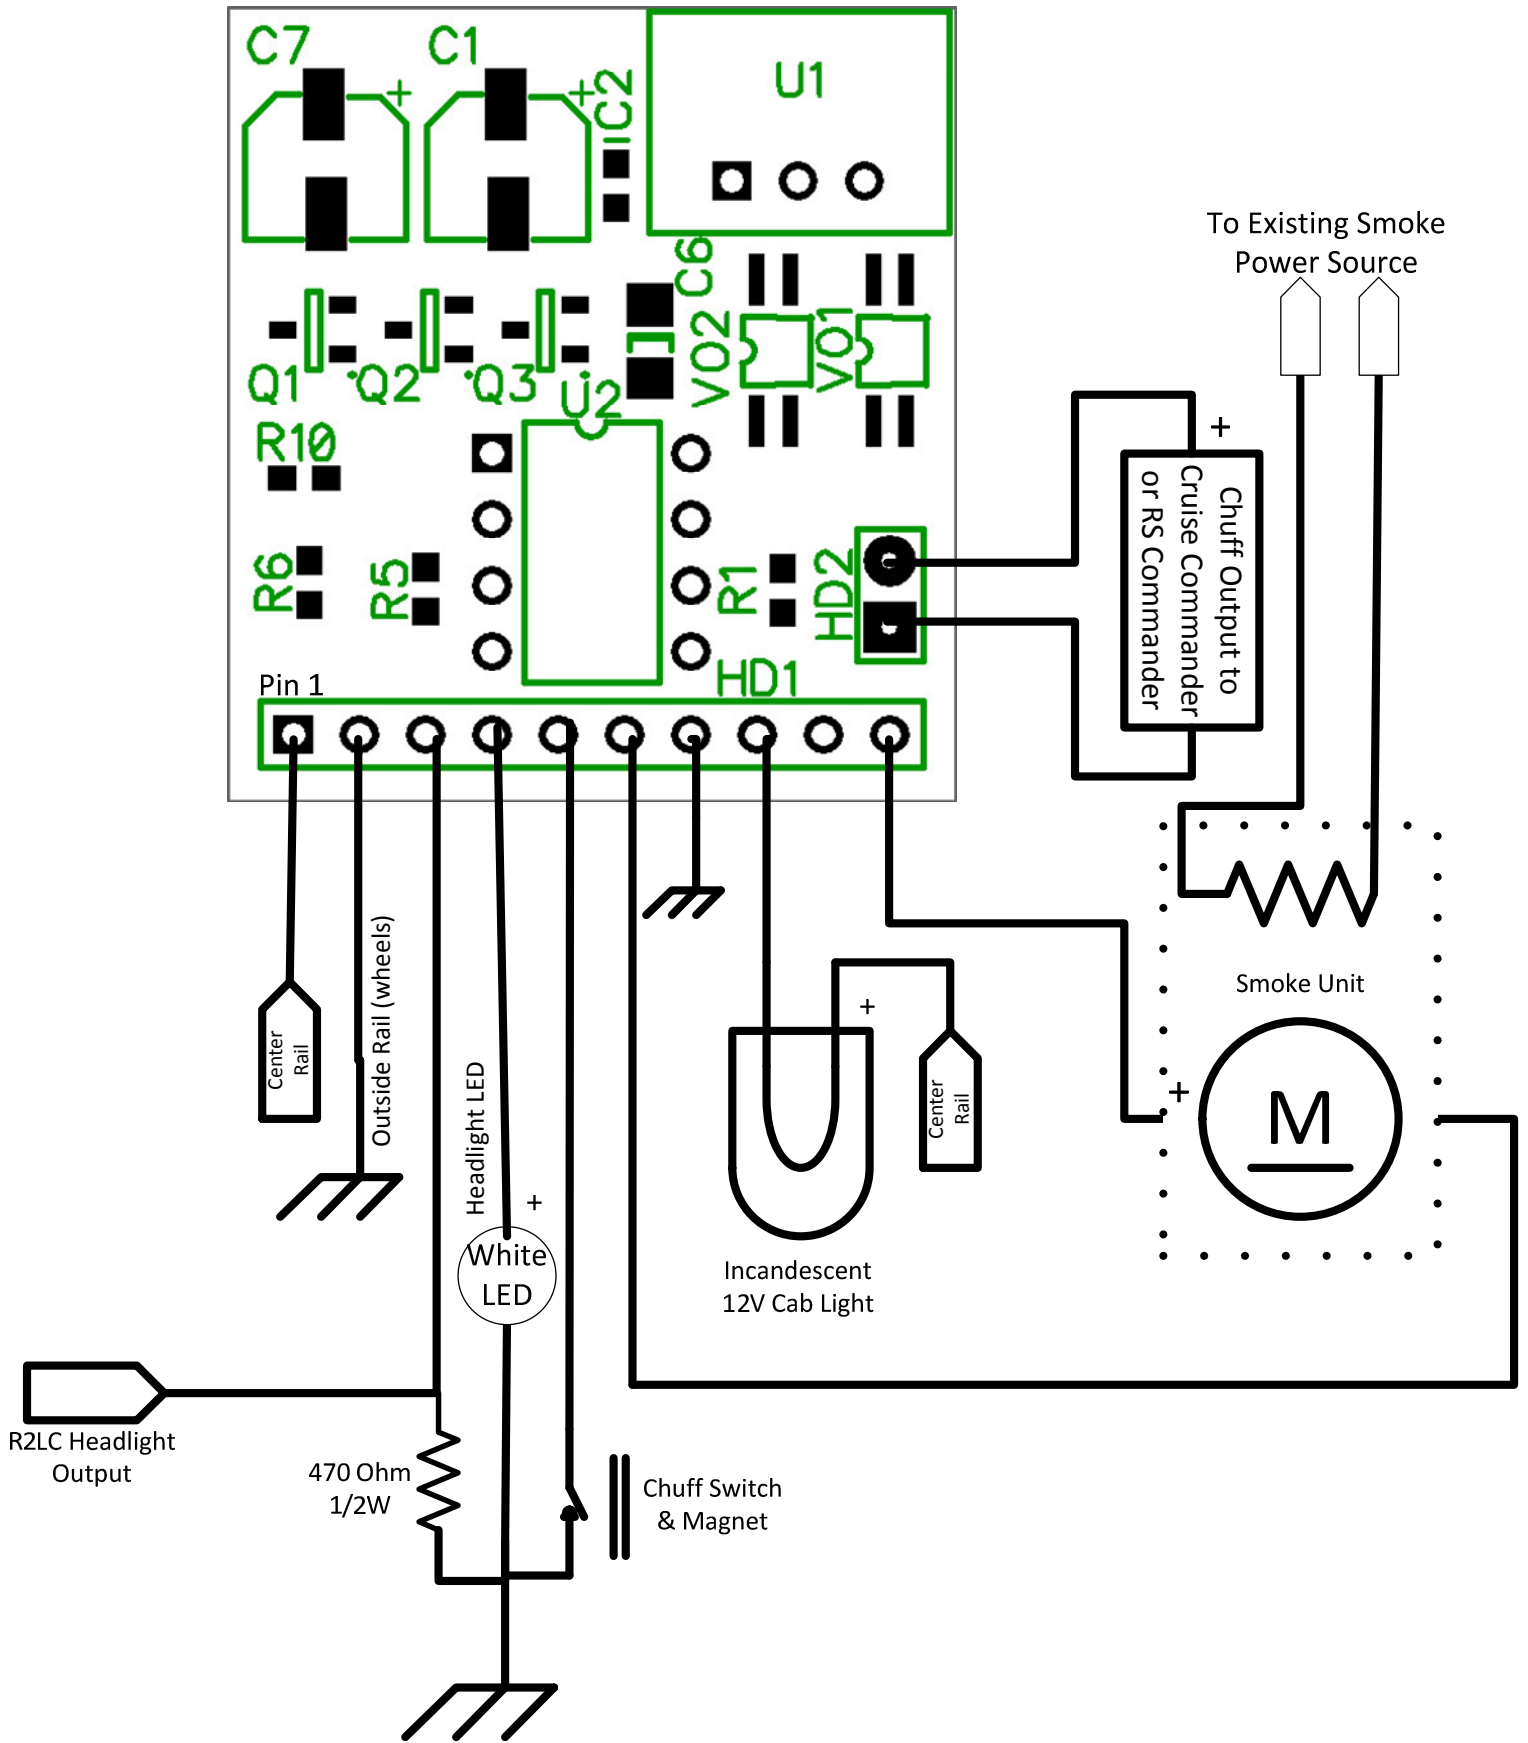 C7
C1
IC2
U1
To Existing Smoke
Power Source
C6
VO2
VO1
Q1
Q2
Q3
U2
R10
+
Chuff Output to
Cruise Commander
or RS Commander
R6
R5
R1
HD2
HD1
Pin 1
Outside Rail (wheels)
Smoke Unit
+
Center
Rail
Headlight LED
+
Center
Rail
+
M
+
White
LED
Incandescent
12V Cab Light
R2LC Headlight
Output
470 Ohm
1/2W
Chuff Switch
& Magnet